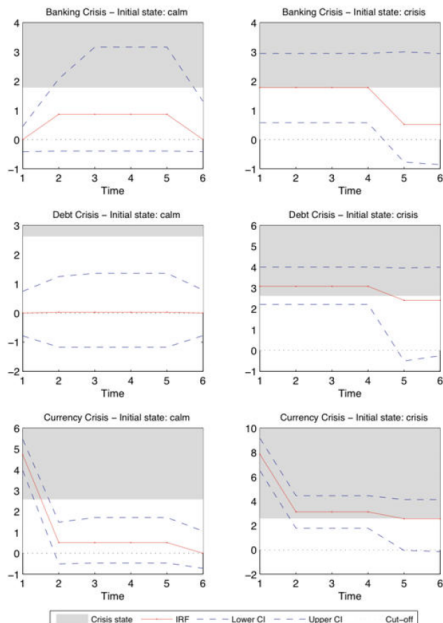 Banking Crisis – Initial state: calm
4
3
2
1
0
−1
1 2 3 4 5 6
Time
Banking Crisis – Initial state: crisis
4
3
2
1
0
−1
1 2 3 4 5 6
Time
Debt Crisis – Initial state: calm
3
2
1
0
−1
−2
1 2 3 4 5 6
Time
Debt Crisis – Initial state: crisis
6
5
4
3
2
1
0
−1
1 2 3 4 5 6
Time
Currency Crisis – Initial state: calm
6
5
4
3
2
1
0
−1
1 2 3 4 5 6
Time
Currency Crisis – Initial state: crisis
10
8
6
4
2
0
−2
1 2 3 4 5 6
Time
Crisis state IRF Lower CI Upper CI Cut-off